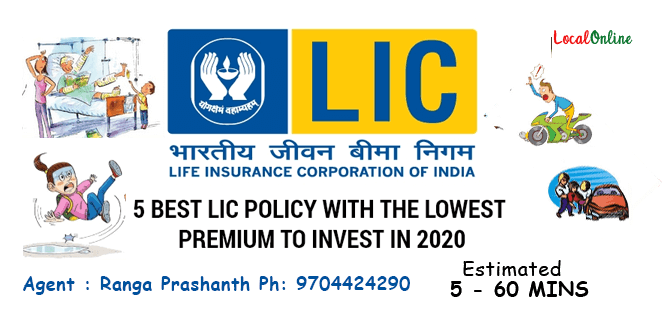 LocalOnline
LIC
योगक्षेमं वहाम्यहम्
भारतीय जीवन बीमा निगम
LIFE INSURANCE CORPORATION OF INDIA
5 BEST LIC POLICY WITH THE LOWEST
PREMIUM TO INVEST IN 2020
Agent : Ranga Prashanth Ph: 9704424290
Estimated
5 - 60 MINS